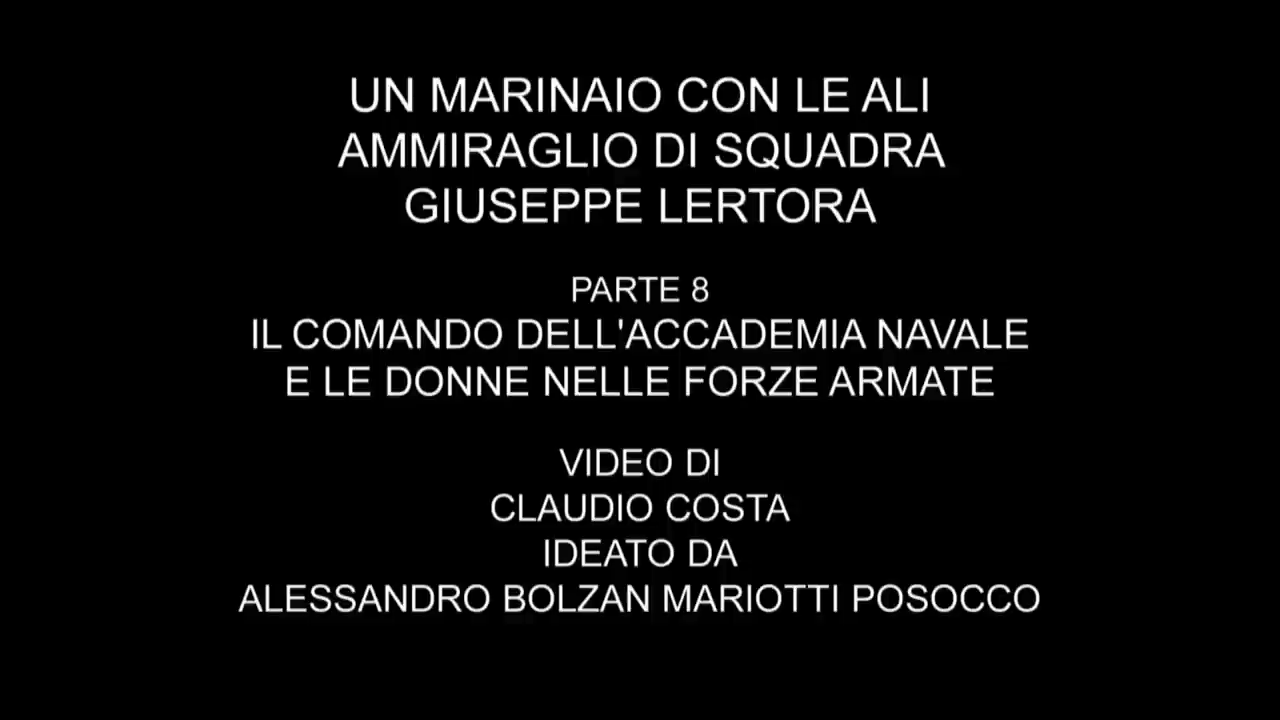 UN MARINAIO CON LE ALI
AMMIRAGLIO DI SQUADRA
GIUSEPPE LERTORA
PARTE 8
IL COMANDO DELL'ACCADEMIA NAVALE
E LE DONNE NELLE FORZE ARMATE
VIDEO DI
CLAUDIO COSTA
IDEATO DA
ALESSANDRO BOLZAN MARIOTTI POSOCCO